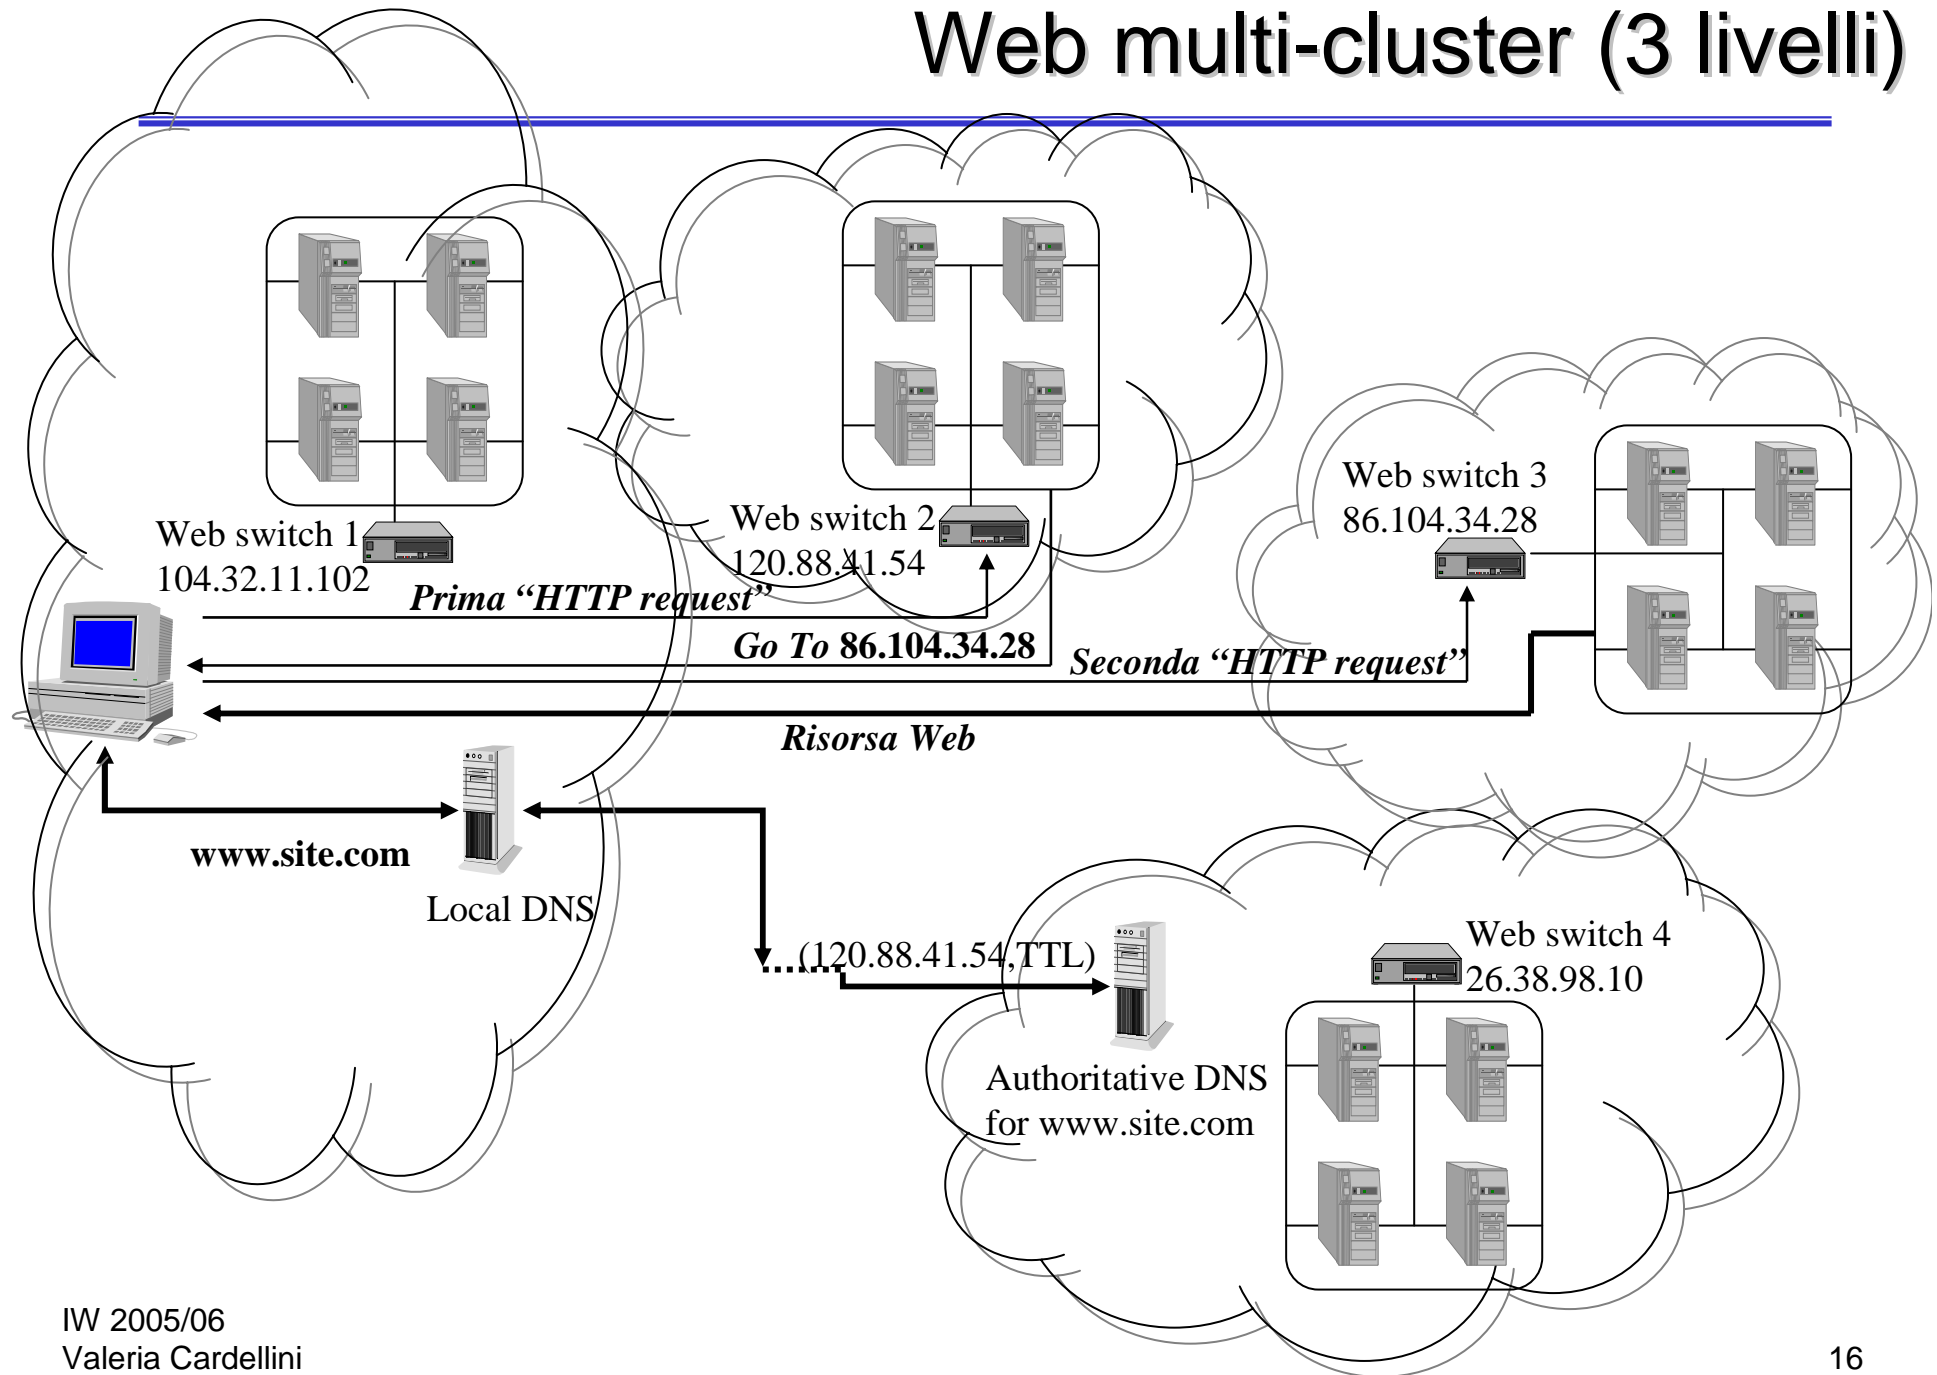 Web multi-cluster (3 livelli)
Web switch 1
104.32.11.102
Web switch 2
120.88.41.54
Web switch 3
86.104.34.28
Prima “HTTP request”
Go To 86.104.34.28
Seconda “HTTP request”
Risorsa Web
www.site.com
Local DNS
(120.88.41.54,TTL)
Web switch 4
26.38.98.10
Authoritative DNS
for www.site.com
IW 2005/06
Valeria Cardellini
16